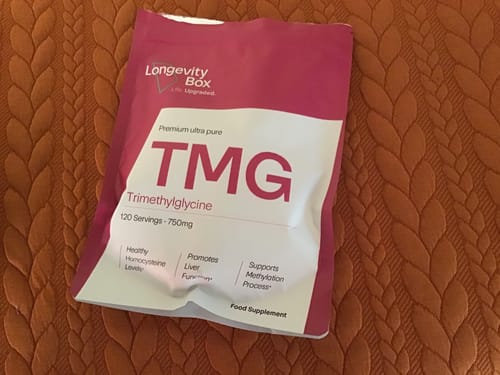 Longevity
Box
Life. Upgraded.
Premium ultra pure
TMG
Trimethylglycine
120 Servings - 750mg
Healthy
Homocysteine
Levels*
Promotes
Liver
Function*
Supports
Methylation
Process*
Food Supplement